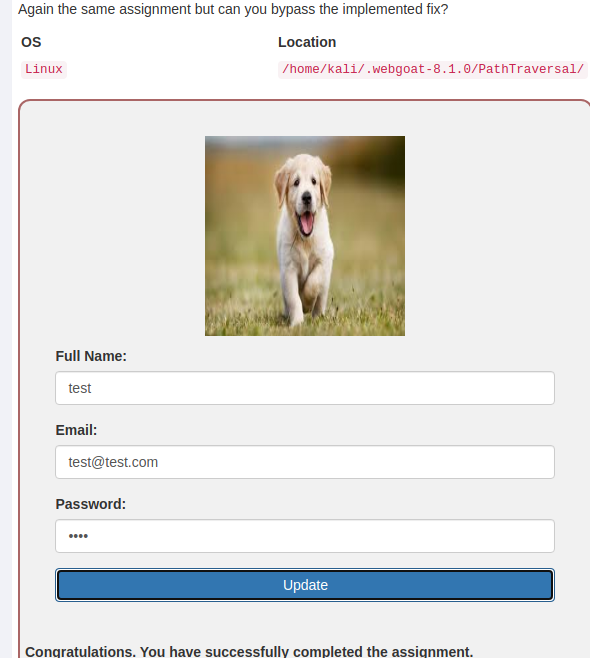 Again the same assignment but can you bypass the implemented fix?
OS Location
Linux /home/kali/.webgoat-8.1.0/PathTraversal/
Full Name:
test
Email:
test@test.com
Password:
••••
Update
Congratulations. You have successfully completed the assignment.